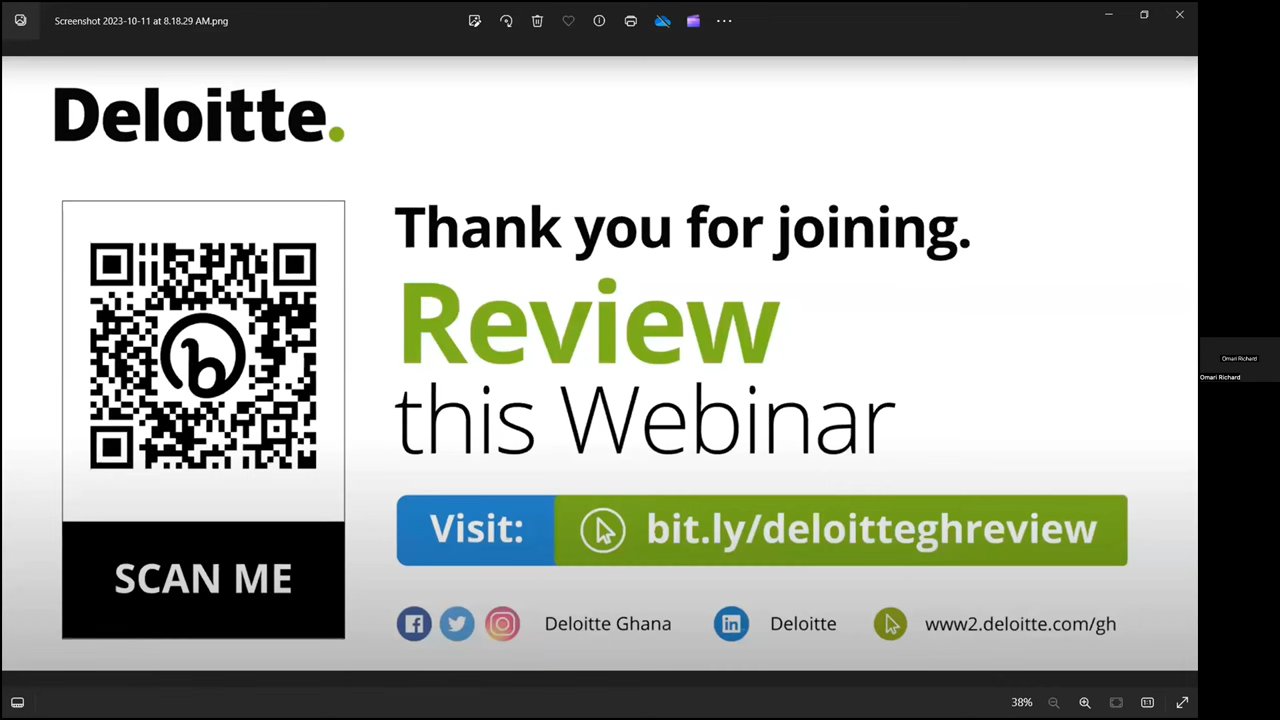 Screenshot 2023-10-11 at 8.18.29 AM.png
Deloitte.
Thank you for joining.
Review
this Webinar
Visit: bit.ly/deloitteghreview
SCAN ME
Deloitte Ghana Deloitte www2.deloitte.com/gh
Omari Richard
Omari Richard
38%